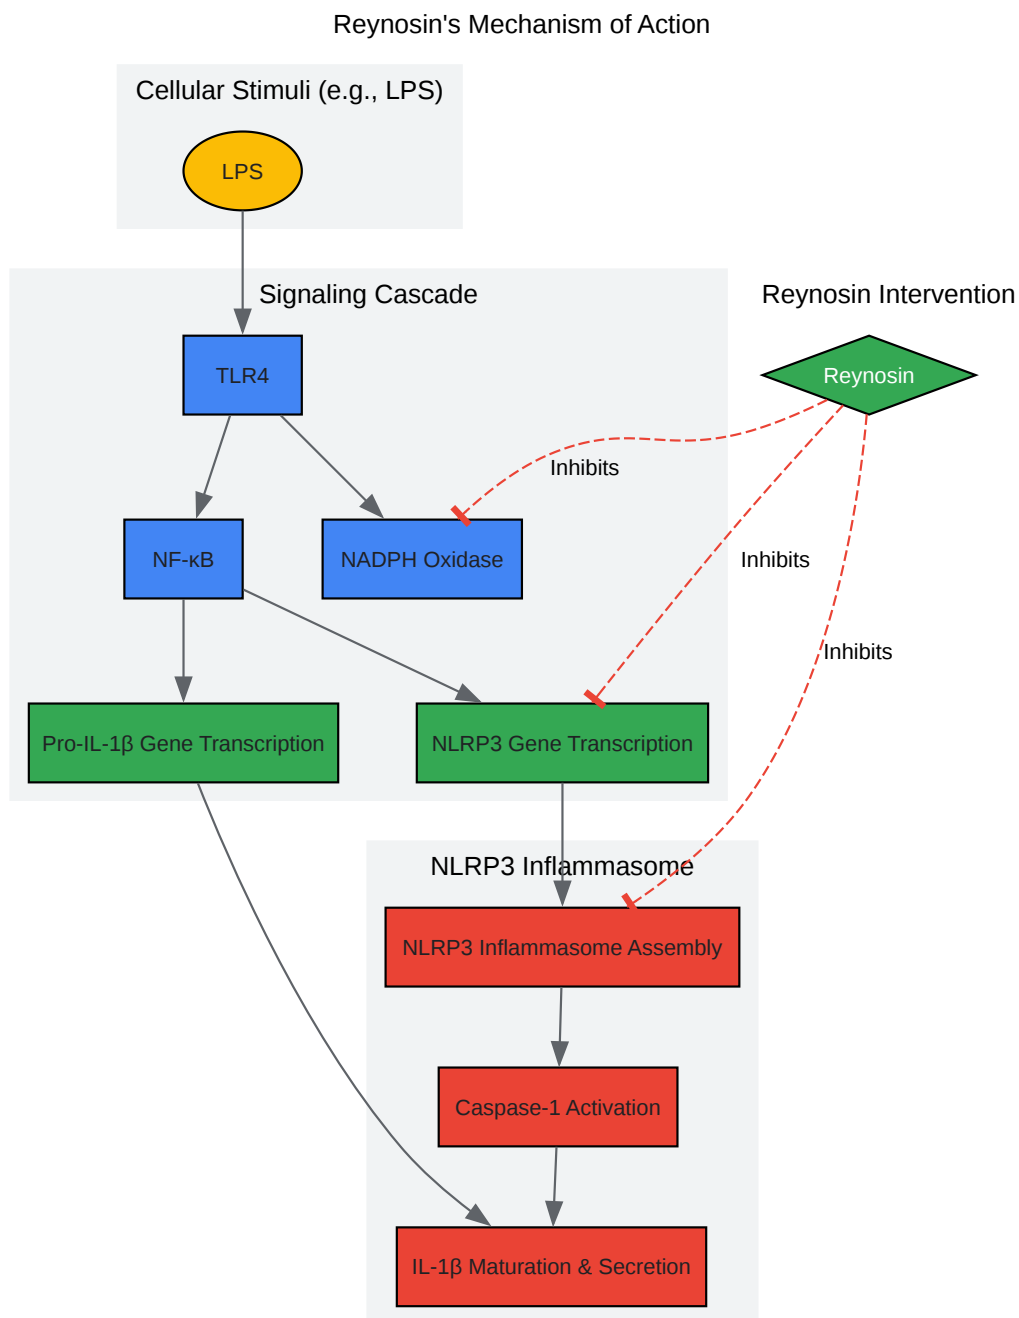 Reynosin's Mechanism of Action
Cellular Stimuli (e.g., LPS)
LPS
Signaling Cascade
Reynosin Intervention
TLR4
Reynosin
Inhibits
NF-κB
NADPH Oxidase
Inhibits
Inhibits
Pro-IL-1β Gene Transcription
NLRP3 Gene Transcription
NLRP3 Inflammasome
NLRP3 Inflammasome Assembly
Caspase-1 Activation
IL-1β Maturation & Secretion